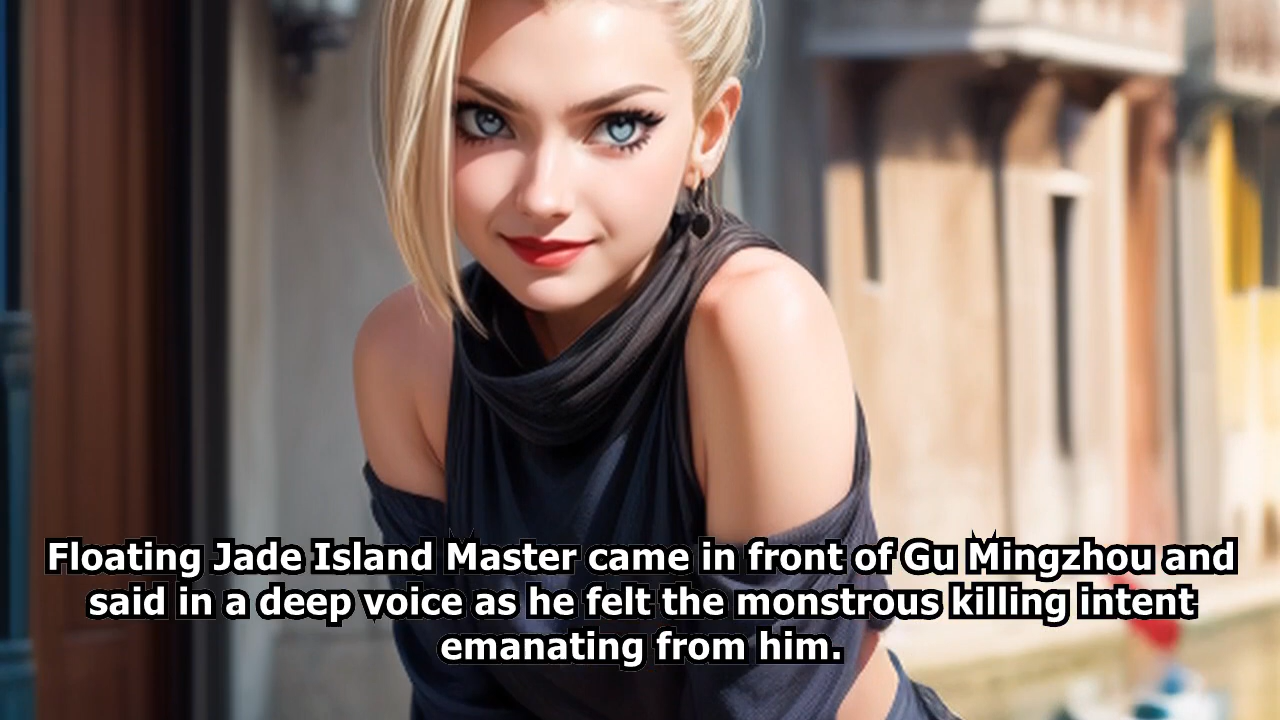 Floating Jade Island Master came in front of Gu Mingzhou and
said in a deep voice as he felt the monstrous killing intent
emanating from him.